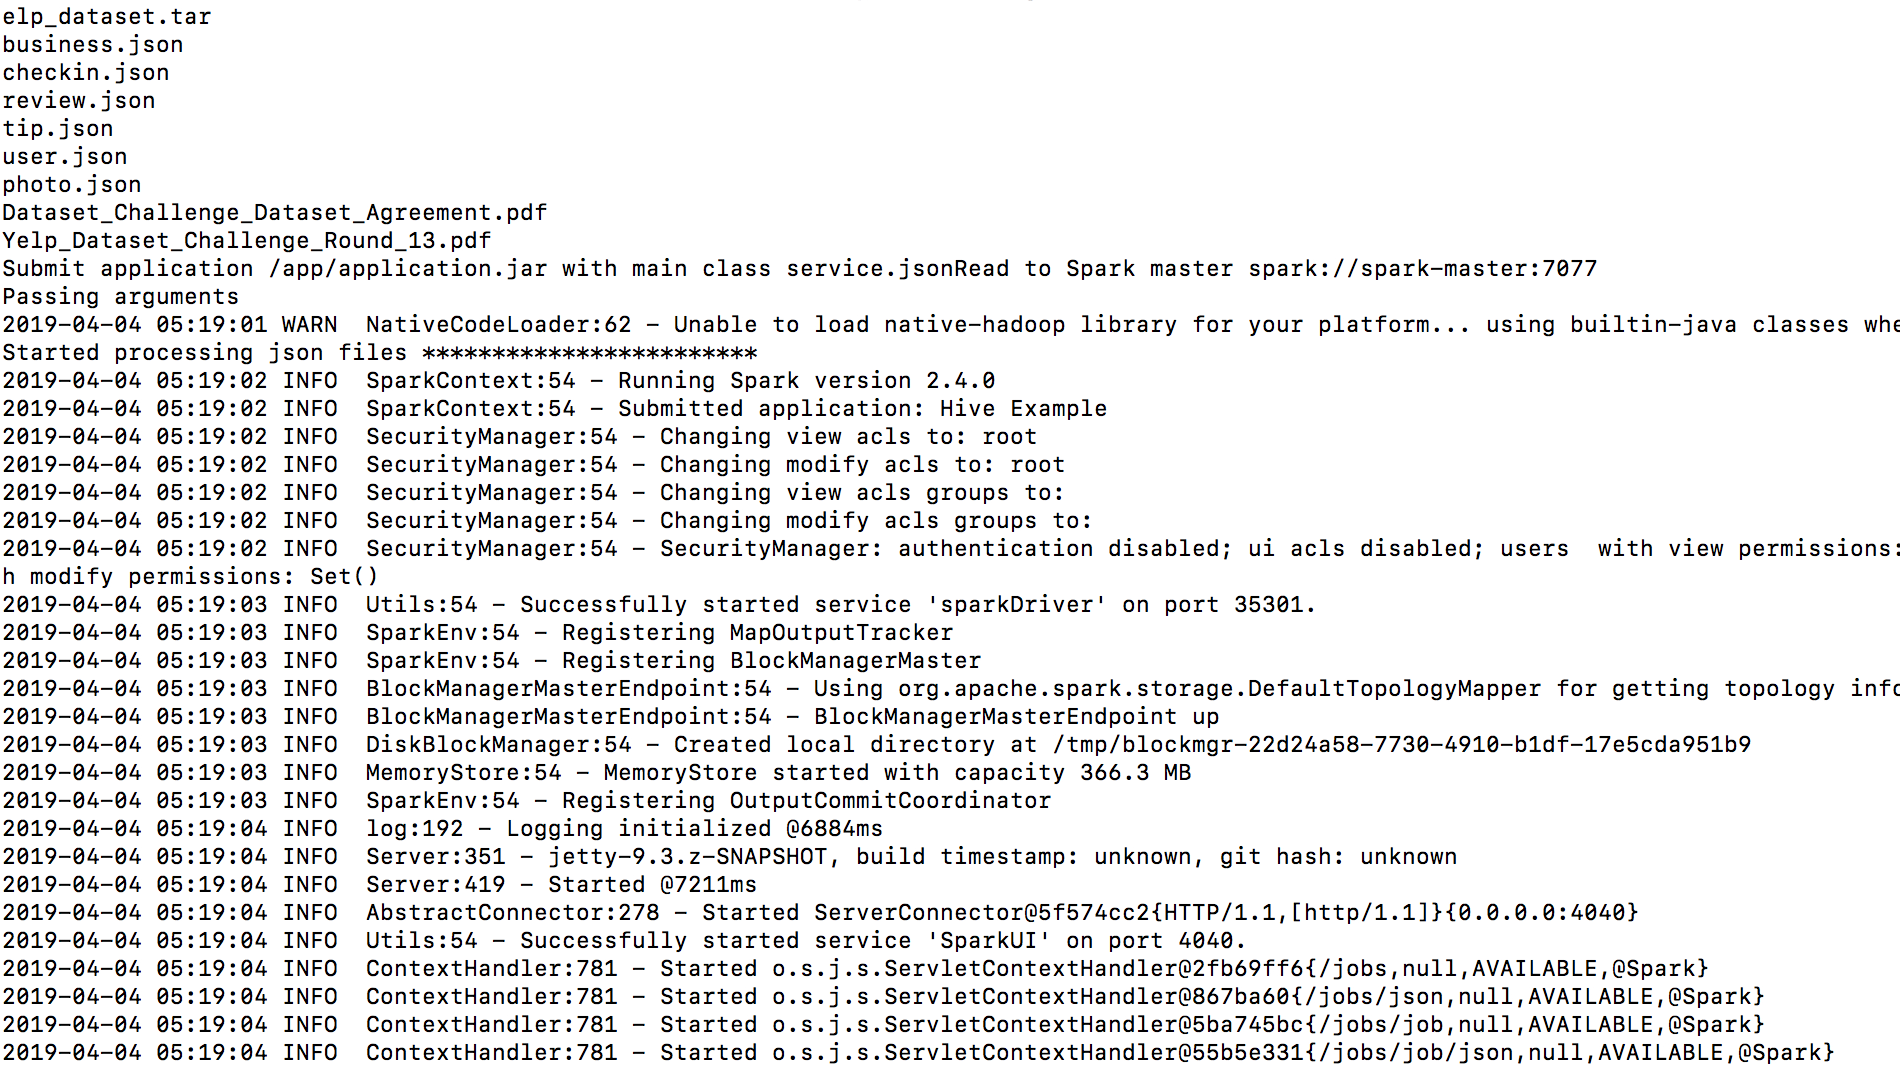 elp_dataset.tar
business.json
checkin.json
review.json
tip.json
user.json
photo.json
Dataset_Challenge_Dataset_Agreement.pdf
Yelp_Dataset_Challenge_Round_13.pdf
Submit application /app/application.jar with main class service.jsonRead to Spark master spark://spark-master:7077
Passing arguments
2019-04-04 05:19:01 WARN  NativeCodeLoader:62 - Unable to load native-hadoop library for your platform... using builtin-java classes whe
Started processing json files ************************
2019-04-04 05:19:02 INFO  SparkContext:54 - Running Spark version 2.4.0
2019-04-04 05:19:02 INFO  SparkContext:54 - Submitted application: Hive Example
2019-04-04 05:19:02 INFO  SecurityManager:54 - Changing view acls to: root
2019-04-04 05:19:02 INFO  SecurityManager:54 - Changing modify acls to: root
2019-04-04 05:19:02 INFO  SecurityManager:54 - Changing view acls groups to:
2019-04-04 05:19:02 INFO  SecurityManager:54 - Changing modify acls groups to:
2019-04-04 05:19:02 INFO  SecurityManager:54 - SecurityManager: authentication disabled; ui acls disabled; users  with view permissions:
h modify permissions: Set()
2019-04-04 05:19:03 INFO  Utils:54 - Successfully started service 'sparkDriver' on port 35301.
2019-04-04 05:19:03 INFO  SparkEnv:54 - Registering MapOutputTracker
2019-04-04 05:19:03 INFO  SparkEnv:54 - Registering BlockManagerMaster
2019-04-04 05:19:03 INFO  BlockManagerMasterEndpoint:54 - Using org.apache.spark.storage.DefaultTopologyMapper for getting topology info
2019-04-04 05:19:03 INFO  BlockManagerMasterEndpoint:54 - BlockManagerMasterEndpoint up
2019-04-04 05:19:03 INFO  DiskBlockManager:54 - Created local directory at /tmp/blockmgr-22d24a58-7730-4910-b1df-17e5cda951b9
2019-04-04 05:19:03 INFO  MemoryStore:54 - MemoryStore started with capacity 366.3 MB
2019-04-04 05:19:03 INFO  SparkEnv:54 - Registering OutputCommitCoordinator
2019-04-04 05:19:04 INFO  log:192 - Logging initialized @6884ms
2019-04-04 05:19:04 INFO  Server:351 - jetty-9.3.z-SNAPSHOT, build timestamp: unknown, git hash: unknown
2019-04-04 05:19:04 INFO  Server:419 - Started @7211ms
2019-04-04 05:19:04 INFO  AbstractConnector:278 - Started ServerConnector@5f574cc2{HTTP/1.1,[http/1.1]}{0.0.0.0:4040}
2019-04-04 05:19:04 INFO  Utils:54 - Successfully started service 'SparkUI' on port 4040.
2019-04-04 05:19:04 INFO  ContextHandler:781 - Started o.s.j.s.ServletContextHandler@2fb69ff6{/jobs,null,AVAILABLE,@Spark}
2019-04-04 05:19:04 INFO  ContextHandler:781 - Started o.s.j.s.ServletContextHandler@867ba60{/jobs/json,null,AVAILABLE,@Spark}
2019-04-04 05:19:04 INFO  ContextHandler:781 - Started o.s.j.s.ServletContextHandler@5ba745bc{/jobs/job,null,AVAILABLE,@Spark}
2019-04-04 05:19:04 INFO  ContextHandler:781 - Started o.s.j.s.ServletContextHandler@55b5e331{/jobs/job/json,null,AVAILABLE,@Spark}